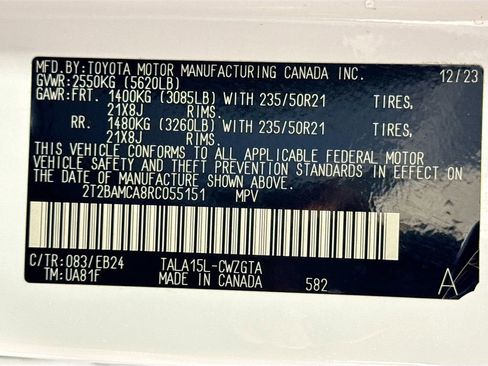 MFD.BY:TOYOTA MOTOR MANUFACTURING CANADA INC. 12/23
GVWR:2550KG (5620LB)
GAWR:FRT. 1400KG (3085LB) WITH 235/50R21 TIRES,
21X8J RIMS.
RR. 1480KG (3260LB) WITH 235/50R21 TIRES,
21X8J RIMS.
THIS VEHICLE CONFORMS TO ALL APPLICABLE FEDERAL MOTOR
VEHICLE SAFETY AND THEFT PREVENTION STANDARDS IN EFFECT ON
THE DATE OF MANUFACTURE SHOWN ABOVE.
2T2BAMCA8RC055151 MPV
C/TR:083/EB24 TALA15L-CWZGTA
TM:UA81F MADE IN CANADA 582 A